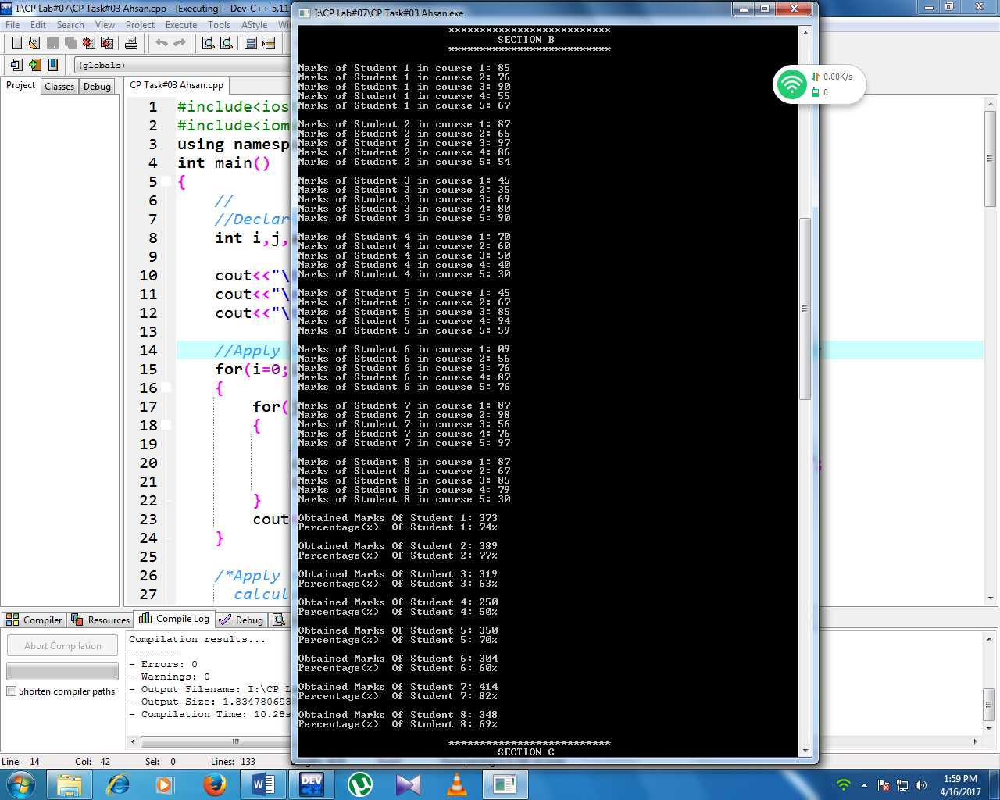 I:\CP Lab#07\CP Task#03 Ahsan.cpp - [Executing] - Dev-C++ 5.11
File Edit Search View Project Execute Tools AStyle
(globals)
Project Classes Debug
CP Task#03 Ahsan.cpp
1 #include<ios
2 #include<iom
3 using namesp
4 int main()
5 {
6 //
7 //Declar
8 int i,j,
9
10 cout<<"\
11 cout<<"\
12 cout<<"\
13
14 //Apply
15 for(i=0;
16 {
17 for(
18 {
19
20
21
22 }
23 cout
24 }
25
26 /*Apply
27 calcul
I:\CP Lab#07\CP Task#03 Ahsan.exe
**************************
SECTION B
**************************
Marks of Student 1 in course 1: 85
Marks of Student 1 in course 2: 76
Marks of Student 1 in course 3: 90
Marks of Student 1 in course 4: 55
Marks of Student 1 in course 5: 67
Marks of Student 2 in course 1: 87
Marks of Student 2 in course 2: 65
Marks of Student 2 in course 3: 97
Marks of Student 2 in course 4: 86
Marks of Student 2 in course 5: 54
Marks of Student 3 in course 1: 45
Marks of Student 3 in course 2: 35
Marks of Student 3 in course 3: 69
Marks of Student 3 in course 4: 80
Marks of Student 3 in course 5: 90
Marks of Student 4 in course 1: 70
Marks of Student 4 in course 2: 60
Marks of Student 4 in course 3: 50
Marks of Student 4 in course 4: 40
Marks of Student 4 in course 5: 30
Marks of Student 5 in course 1: 45
Marks of Student 5 in course 2: 67
Marks of Student 5 in course 3: 85
Marks of Student 5 in course 4: 94
Marks of Student 5 in course 5: 59
Marks of Student 6 in course 1: 09
Marks of Student 6 in course 2: 56
Marks of Student 6 in course 3: 76
Marks of Student 6 in course 4: 87
Marks of Student 6 in course 5: 76
Marks of Student 7 in course 1: 87
Marks of Student 7 in course 2: 98
Marks of Student 7 in course 3: 56
Marks of Student 7 in course 4: 76
Marks of Student 7 in course 5: 97
Marks of Student 8 in course 1: 87
Marks of Student 8 in course 2: 67
Marks of Student 8 in course 3: 85
Marks of Student 8 in course 4: 79
Marks of Student 8 in course 5: 30
Obtained Marks Of Student 1: 373
Percentage(%) Of Student 1: 74%
Obtained Marks Of Student 2: 389
Percentage(%) Of Student 2: 77%
Obtained Marks Of Student 3: 319
Percentage(%) Of Student 3: 63%
Obtained Marks Of Student 4: 250
Percentage(%) Of Student 4: 50%
Obtained Marks Of Student 5: 350
Percentage(%) Of Student 5: 70%
Obtained Marks Of Student 6: 304
Percentage(%) Of Student 6: 60%
Obtained Marks Of Student 7: 414
Percentage(%) Of Student 7: 82%
Obtained Marks Of Student 8: 348
Percentage(%) Of Student 8: 69%
**************************
SECTION C
0.00K/s
0
;
Compiler Resources Compile Log Debug
Abort Compilation
Shorten compiler paths
Compilation results...
--------
- Errors: 0
- Warnings: 0
- Output Filename: I:\CP L
- Output Size: 1.834780693
- Compilation Time: 10.28s
Line: 14 Col: 42 Sel: 0 Lines: 133
DEV C++
1:59 PM
4/16/2017